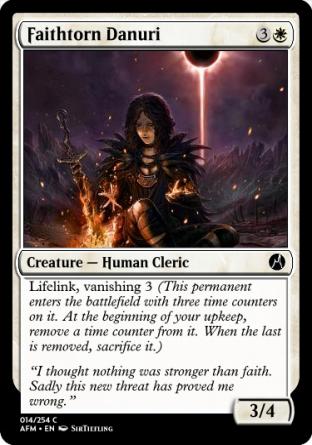 Faithtorn Danuri 3
Creature — Human Cleric
Lifelink, vanishing 3 (This permanent
enters the battlefield with three time counters
on it. At the beginning of your upkeep,
remove a time counter from it. When the last
is removed, sacrifice it.)
"I thought nothing was stronger than faith.
Sadly this new threat has proved me
wrong."
3/4
014/254 C
AFM • EN SirTiefling